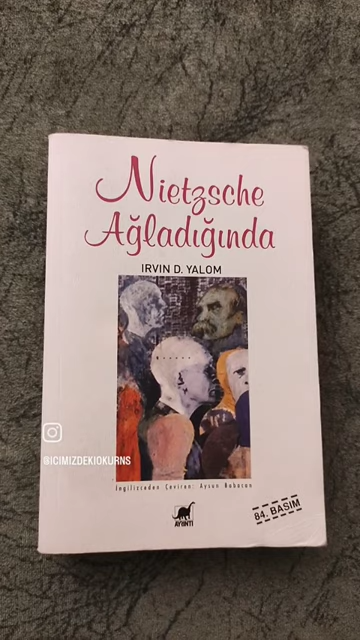 Nietzsche
Ağladığında
IRVIN D. YALOM
@ICIMIZDEKIOKURNS
İngilizceden Çeviren: Aysun Babacan
AYRINTI
84. BASIM